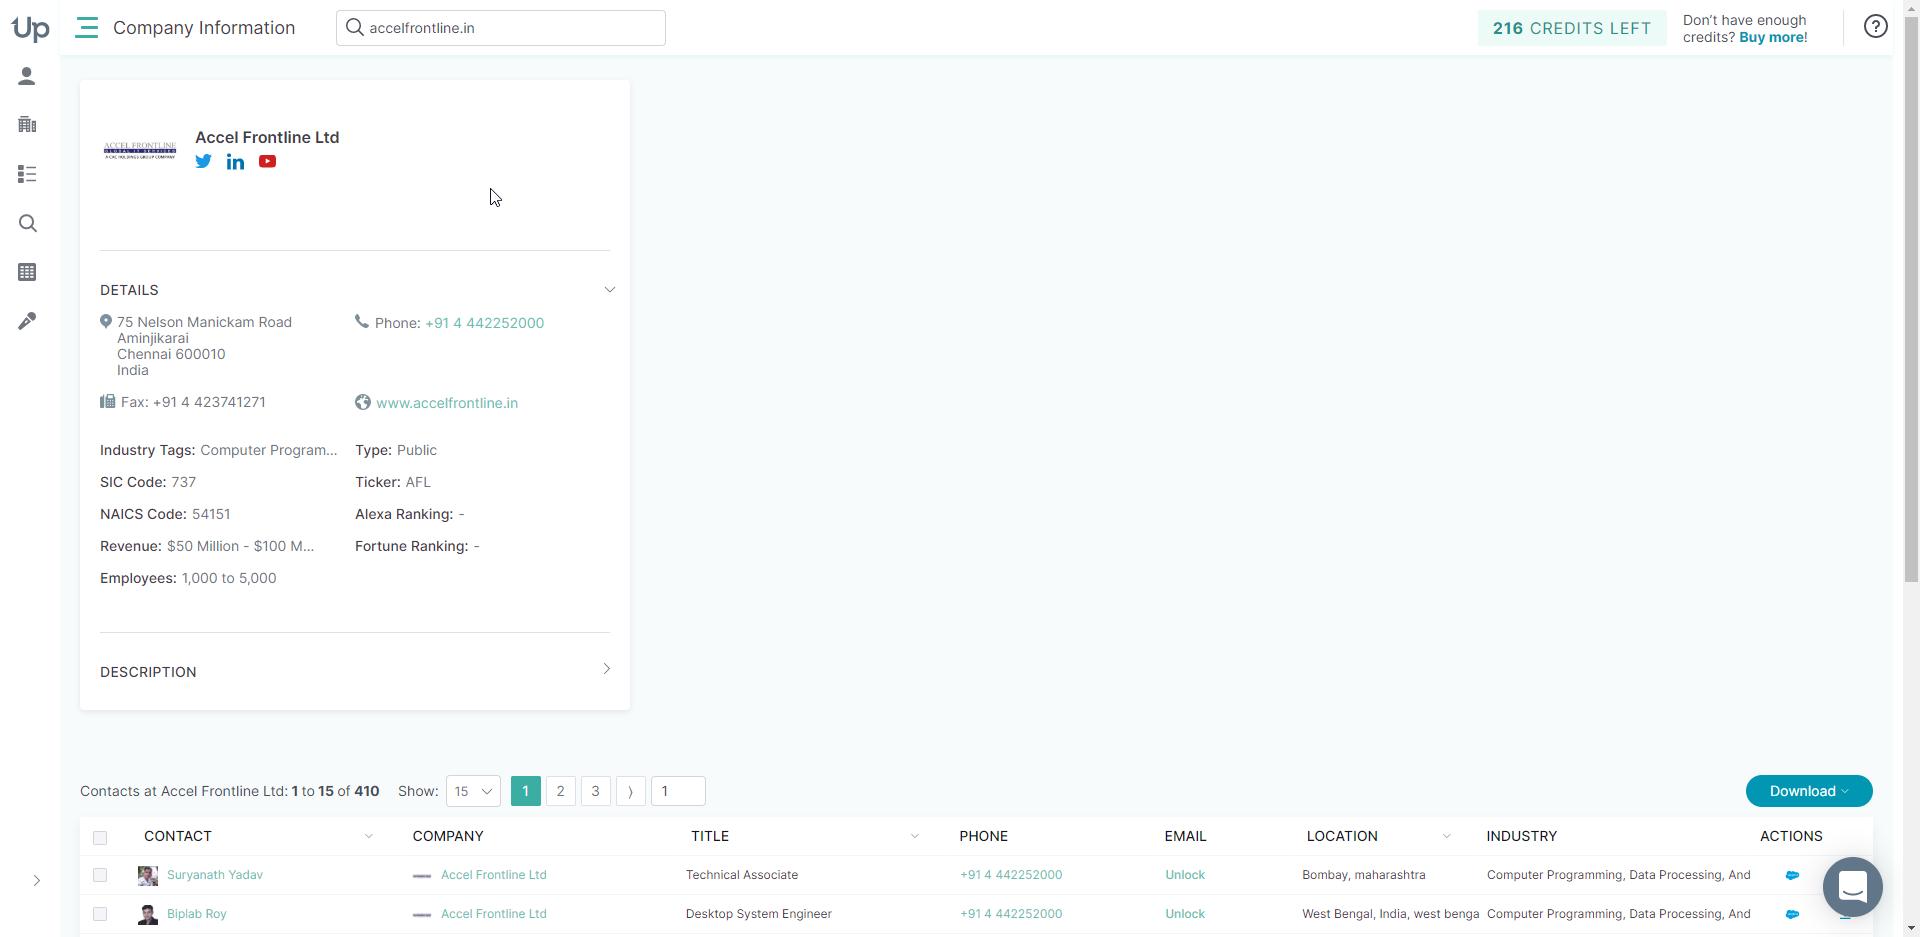 Up
Company Information
accelfrontline.in
216 CREDITS LEFT
Don't have enough
credits? Buy more!
?
ACCEL FRONTLINE
GLOBAL IT SERVICES
A CAC HOLDINGS GROUP COMPANY
Accel Frontline Ltd
DETAILS
75 Nelson Manickam Road
Aminjikarai
Chennai 600010
India
Phone: +91 4 442252000
Fax: +91 4 423741271
www.accelfrontline.in
Industry Tags: Computer Program...
Type: Public
SIC Code: 737
Ticker: AFL
NAICS Code: 54151
Alexa Ranking: -
Revenue: $50 Million - $100 M...
Fortune Ranking: -
Employees: 1,000 to 5,000
DESCRIPTION
Contacts at Accel Frontline Ltd: 1 to 15 of 410 Show: 15 1 2 3 1
Download
CONTACT COMPANY TITLE PHONE EMAIL LOCATION INDUSTRY ACTIONS
Suryanath Yadav Accel Frontline Ltd Technical Associate +91 4 442252000 Unlock Bombay, maharashtra Computer Programming, Data Processing, And
Biplab Roy Accel Frontline Ltd Desktop System Engineer +91 4 442252000 Unlock West Bengal, India, west benga Computer Programming, Data Processing, And